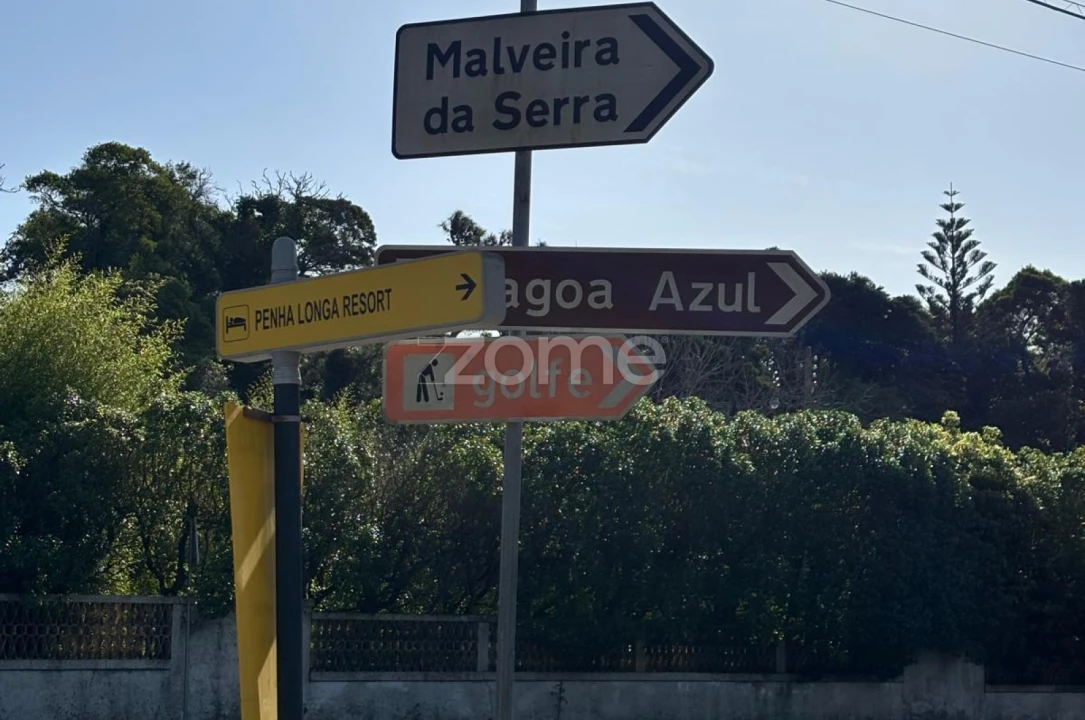 Malveira
da Serra
agoa Azul
PENHA LONGA RESORT
zome
golfe